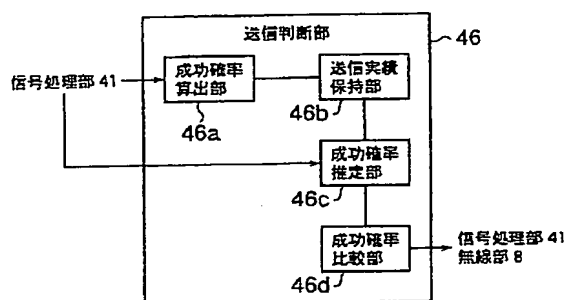 送信判断部
46
信号処理部 41
成功確率
算出部
46a
送信実績
保持部
46b
成功確率
推定部
46c
成功確率
比較部
46d
信号処理部 41
無線部 8